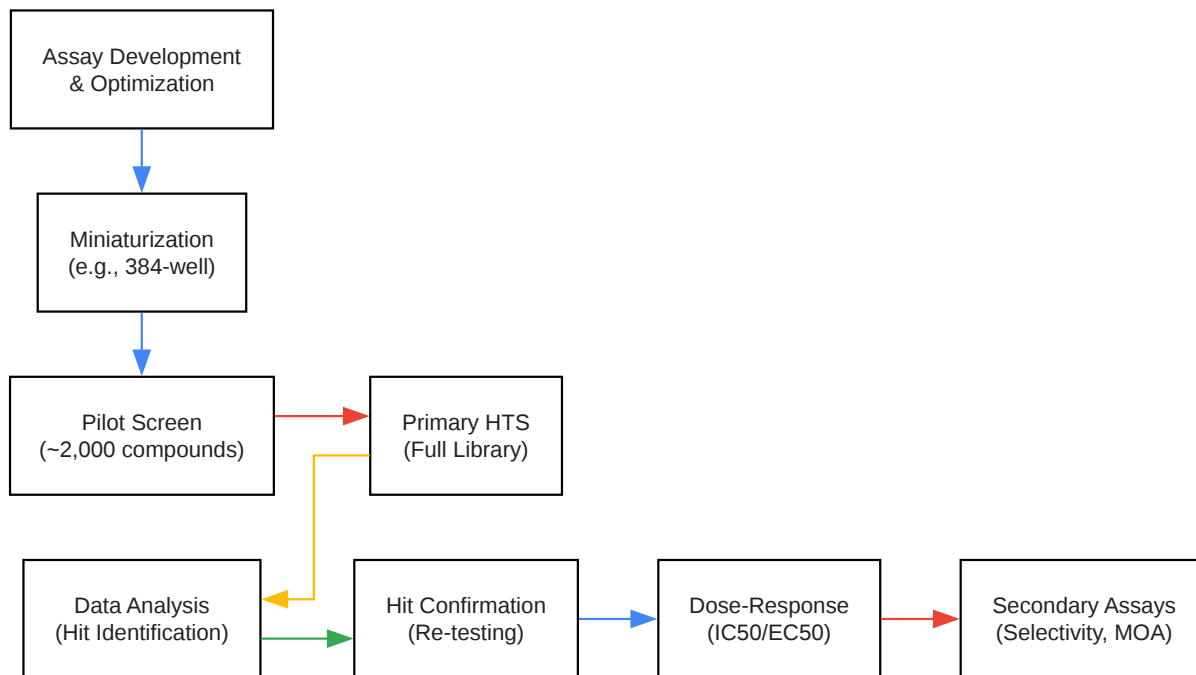 Assay Development
& Optimization
Miniaturization
(e.g., 384-well)
Pilot Screen
(~2,000 compounds)
Primary HTS
(Full Library)
Data Analysis
(Hit Identification)
Hit Confirmation
(Re-testing)
Dose-Response
(IC50/EC50)
Secondary Assays
(Selectivity, MOA)